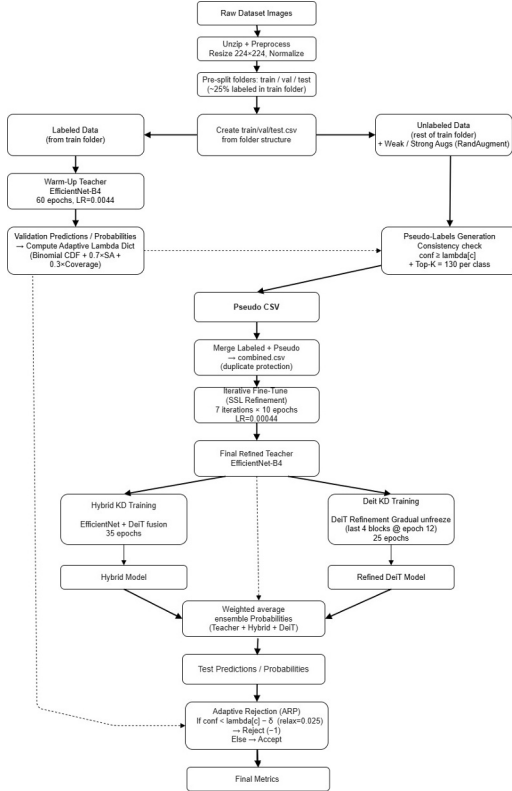 Raw Dataset Images
Unzip + Preprocess
Resize 224×224, Normalize
Pre-split folders: train / val / test
(~25% labeled in train folder)
Labeled Data
(from train folder)
Create train/val/test.csv
from folder structure
Unlabeled Data
(rest of train folder)
+ Weak / Strong Augs (RandAugment)
Warm-Up Teacher
EfficientNet-B4
60 epochs, LR=0.0044
Validation Predictions / Probabilities
→ Compute Adaptive Lambda Dict
(Binomial CDF + 0.7×SA +
0.3×Coverage)
Pseudo-Labels Generation
Consistency check
conf ≥ lambda[c]
+ Top-K = 130 per class
Pseudo CSV
Merge Labeled + Pseudo
→ combined.csv
(duplicate protection)
Iterative Fine-Tune
(SSL Refinement)
7 iterations × 10 epochs
LR=0.00044
Final Refined Teacher
EfficientNet-B4
Hybrid KD Training
EfficientNet + DeiT fusion
35 epochs
Deit KD Training
DeiT Refinement Gradual unfreeze
(last 4 blocks @ epoch 12)
25 epochs
Hybrid Model
Refined DeiT Model
Weighted average
ensemble Probabilities
(Teacher + Hybrid + DeiT)
Test Predictions / Probabilities
Adaptive Rejection (ARP)
If conf < lambda[c] − δ (relax=0.025)
→ Reject (−1)
Else → Accept
Final Metrics